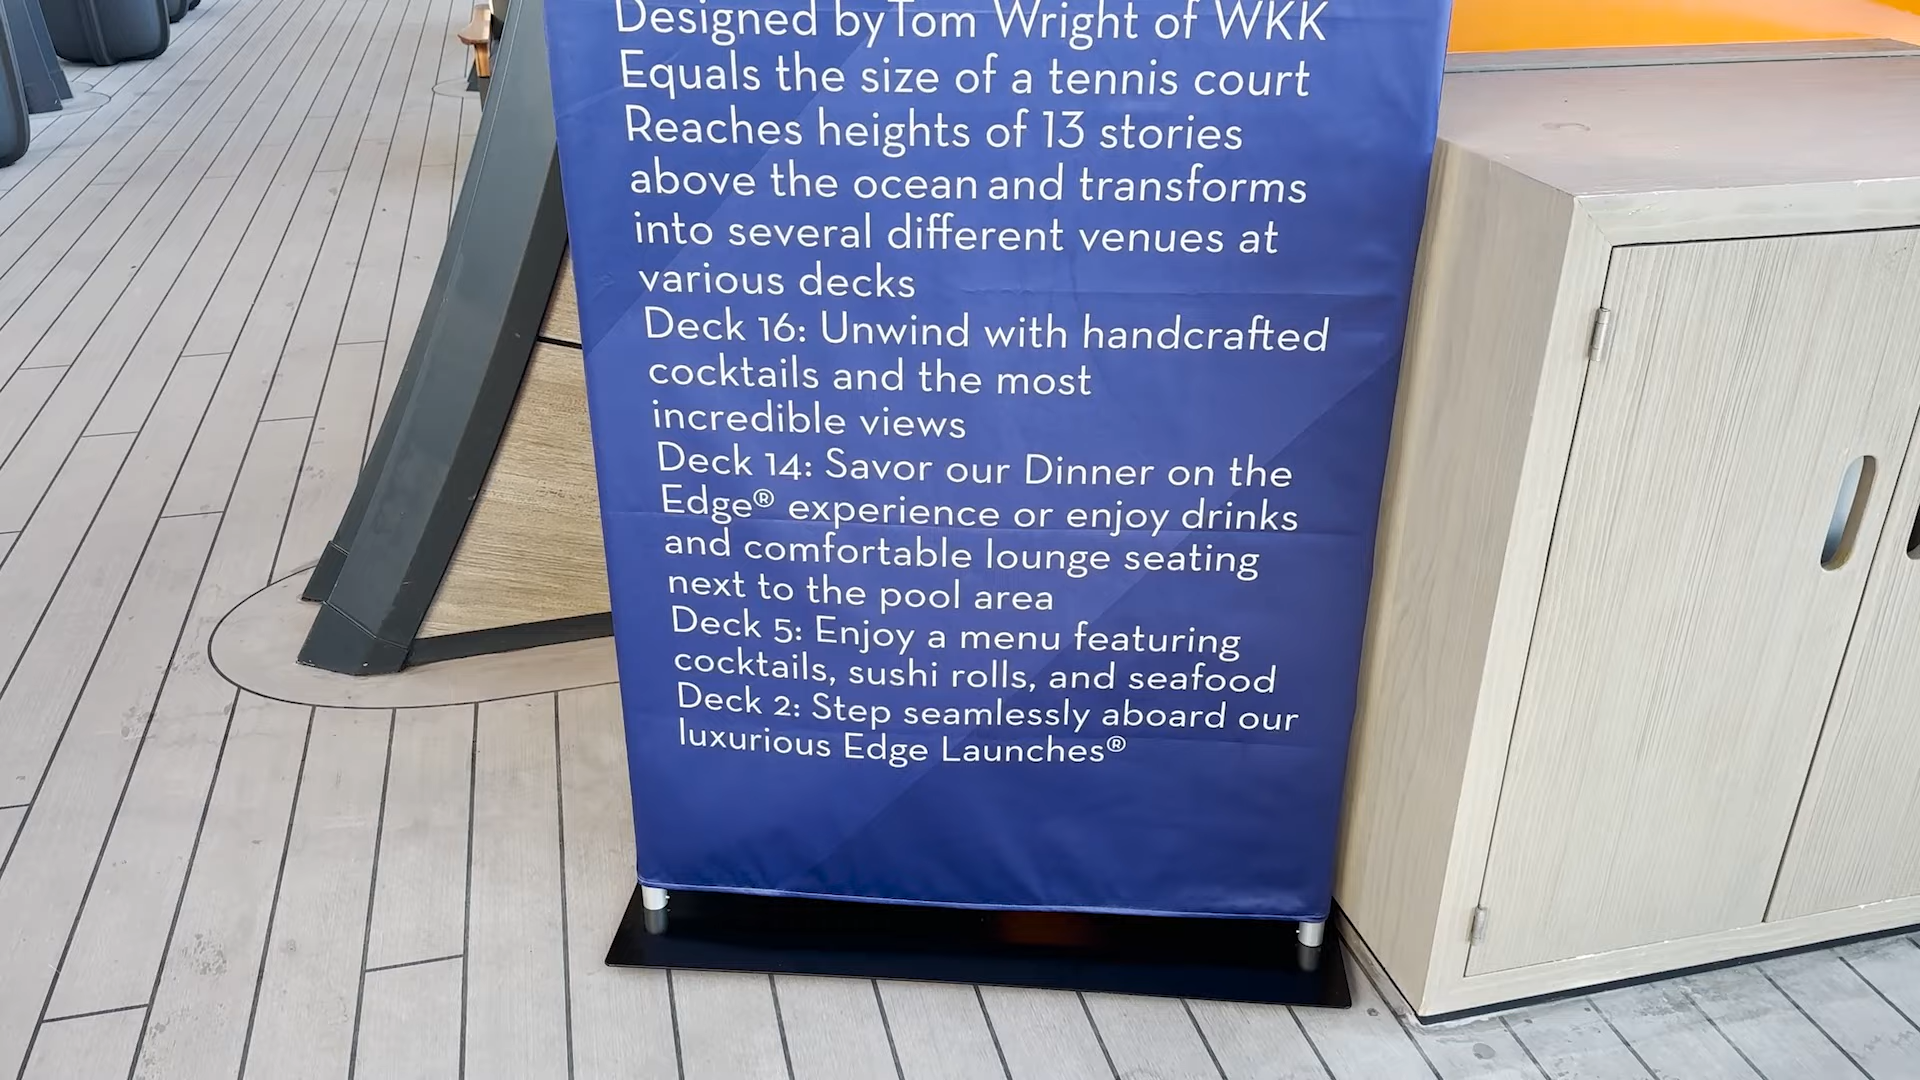 Designed by Tom Wright of WKK
Equals the size of a tennis court
Reaches heights of 13 stories
above the ocean and transforms
into several different venues at
various decks
Deck 16: Unwind with handcrafted
cocktails and the most
incredible views
Deck 14: Savor our Dinner on the
Edge® experience or enjoy drinks
and comfortable lounge seating
next to the pool area
Deck 5: Enjoy a menu featuring
cocktails, sushi rolls, and seafood
Deck 2: Step seamlessly aboard our
luxurious Edge Launches®